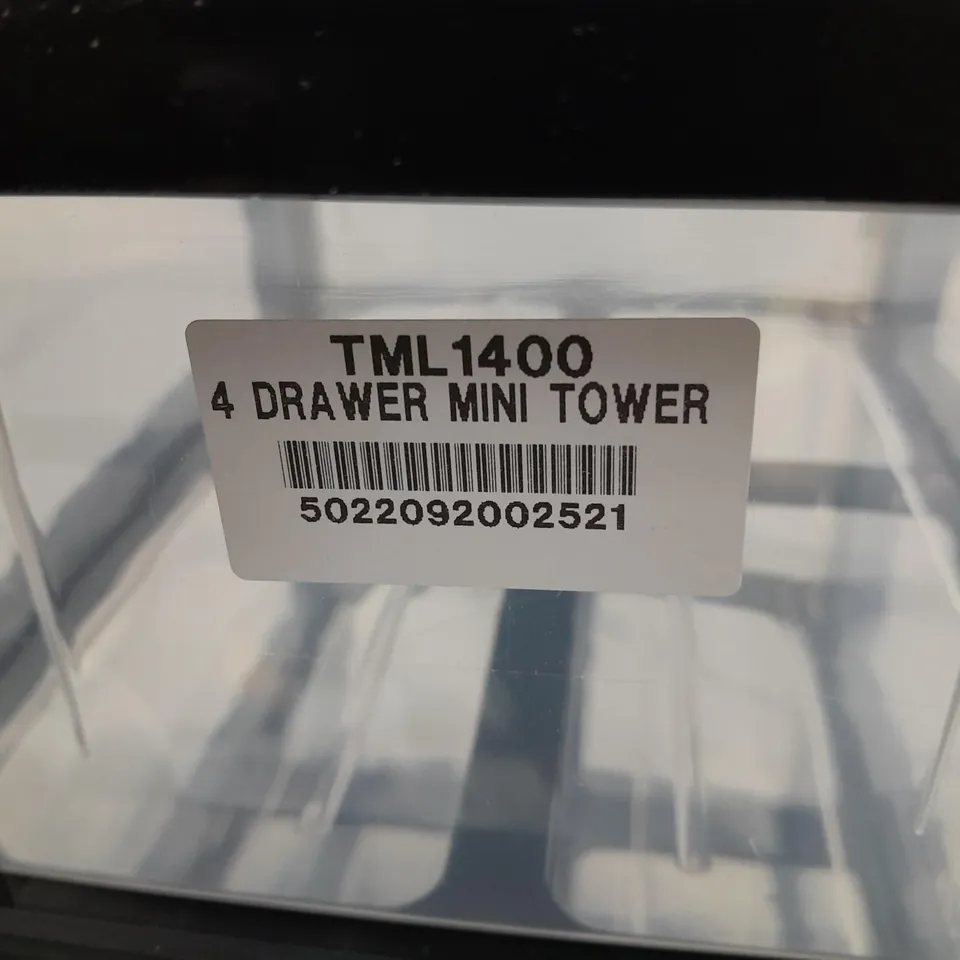 TML1400
4 DRAWER MINI TOWER
5022092002521